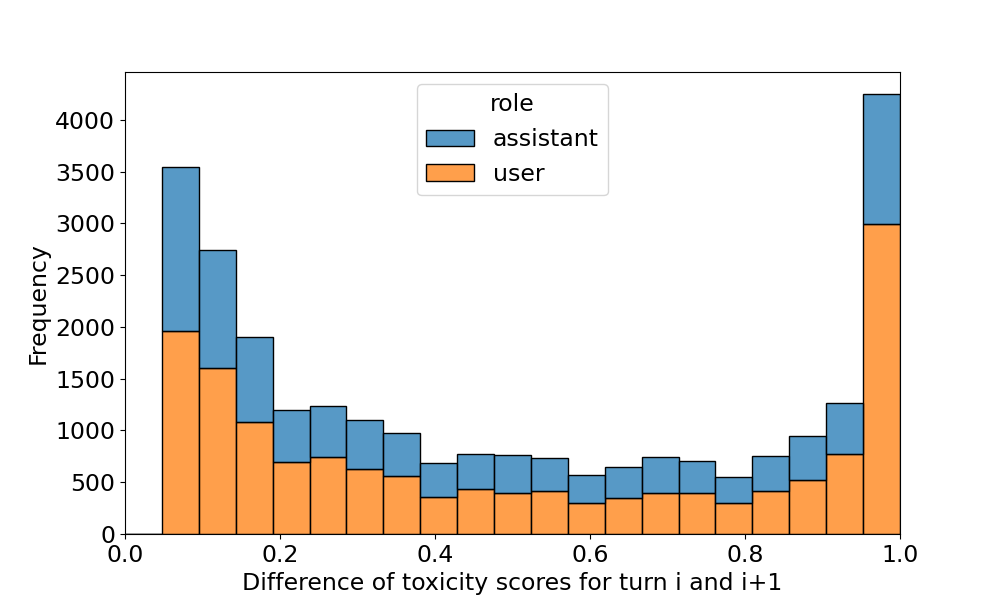 role
assistant
user
4000
3500
3000
2500
2000
1500
1000
500
0
Frequency
0.0 0.2 0.4 0.6 0.8 1.0
Difference of toxicity scores for turn i and i+1